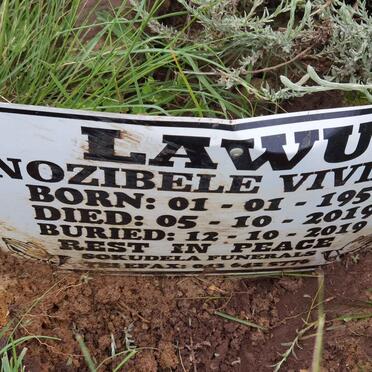 LAWU
NOZIBELE VIV
BORN: 01 - 01 - 195
DIED: 05 - 10 - 2019
BURIED: 12 - 10 - 2019
REST IN PEACE
SOKUDELA FUNERAL